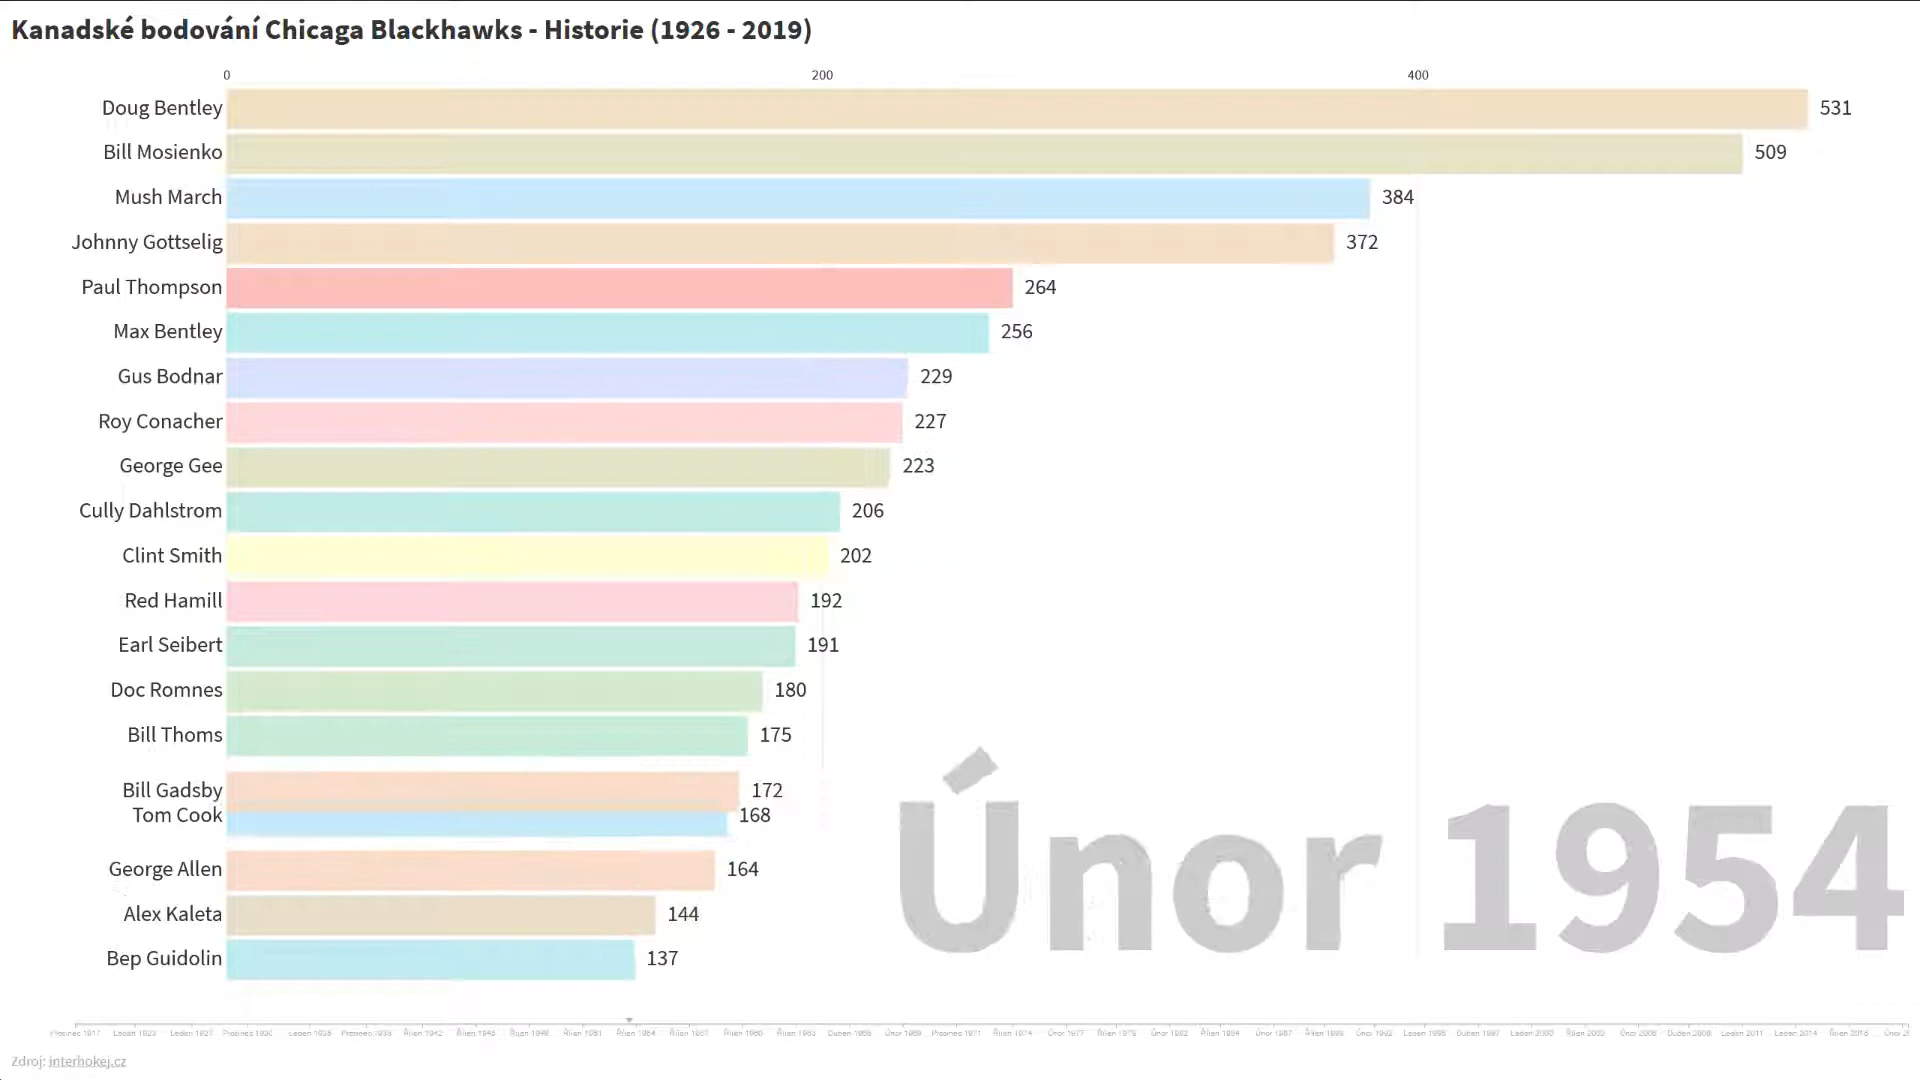 Kanadské bodování Chicaga Blackhawks - Historie (1926 - 2019)
0 200 400
Doug Bentley 531
Bill Mosienko 509
Mush March 384
Johnny Gottselig 372
Paul Thompson 264
Max Bentley 256
Gus Bodnar 229
Roy Conacher 227
George Gee 223
Cully Dahlstrom 206
Clint Smith 202
Red Hamill 192
Earl Seibert 191
Doc Romnes 180
Bill Thoms 175
Bill Gadsby 172
Tom Cook 168
George Allen 164
Alex Kaleta 144
Bep Guidolin 137
Únor 1954
Zdroj: interhokej.cz